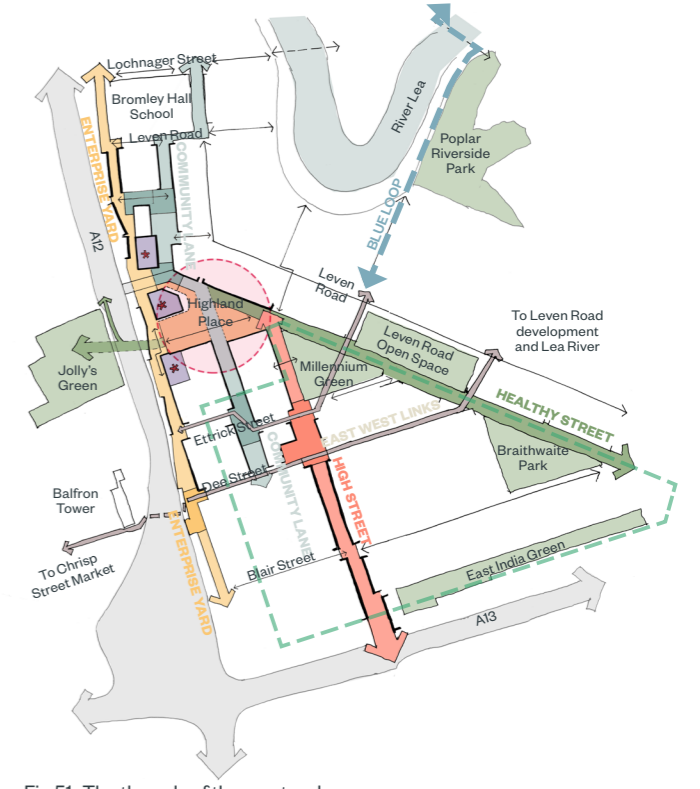 Lochnager Street
Bromley Hall
School
Leven Road
ENTERPRISE YARD
COMMUNITY LANE
A12
River Lea
Poplar
Riverside
Park
BLUE LOOP
Leven
Road
Highland
Place
To Leven Road
development
and Lea River
Leven Road
Open Space
Jolly's
Green
Millennium
Green
HEALTHY STREET
Ettrick Street
EAST WEST LINKS
Braithwaite
Park
COMMUNITY LANE
HIGH STREET
Dee Street
Balfron
Tower
ENTERPRISE YARD
To Chrisp
Street Market
Blair Street
East India Green
A13